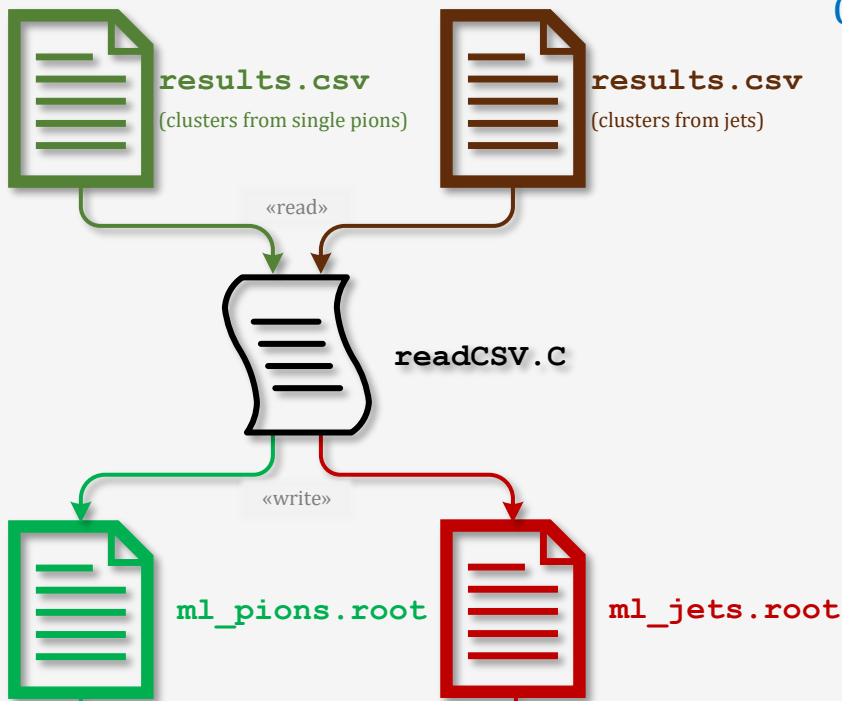 results.csv
(clusters from single pions)
results.csv
(clusters from jets)
«read»
readCSV.C
«write»
ml_pions.root
ml_jets.root